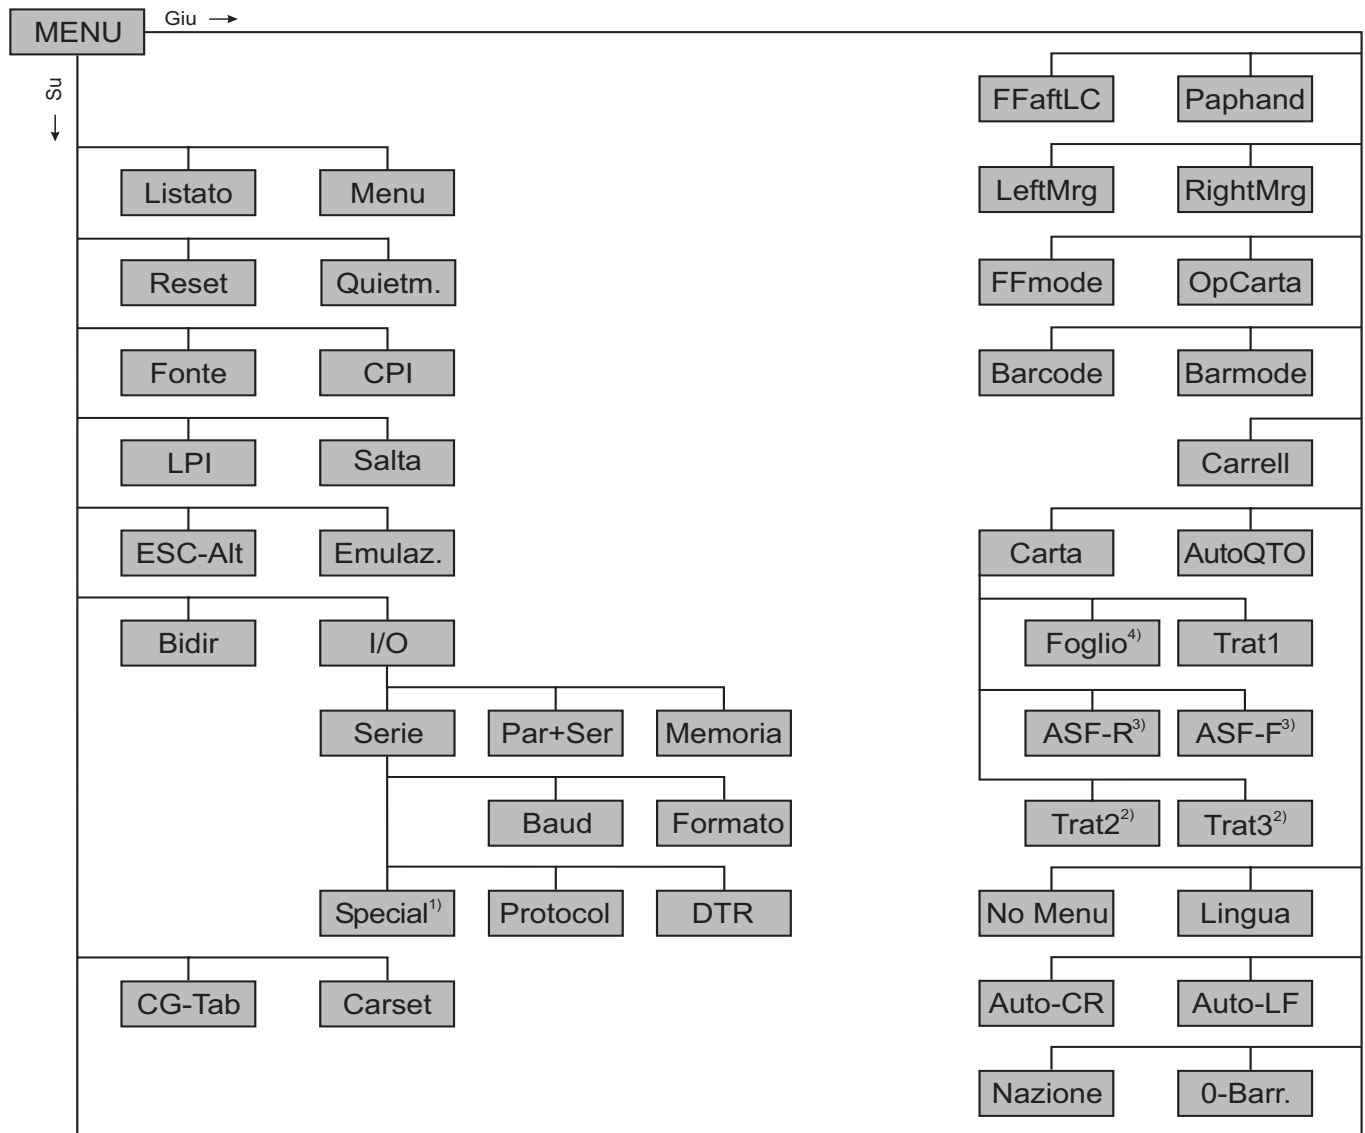 MENU
Giu →
← Su
FFaftLC Paphand
Listato Menu
LeftMrg RightMrg
Reset Quietm.
FFmode OpCarta
Fonte CPI
Barcode Barmode
LPI Salta
Carrell
ESC-Alt Emulaz.
Carta AutoQTO
Bidir I/O
Foglio4) Trat1
Serie Par+Ser Memoria
ASF-R3) ASF-F3)
Baud Formato
Trat22) Trat32)
Special1) Protocol DTR
No Menu Lingua
CG-Tab Carset
Auto-CR Auto-LF
Nazione 0-Barr.